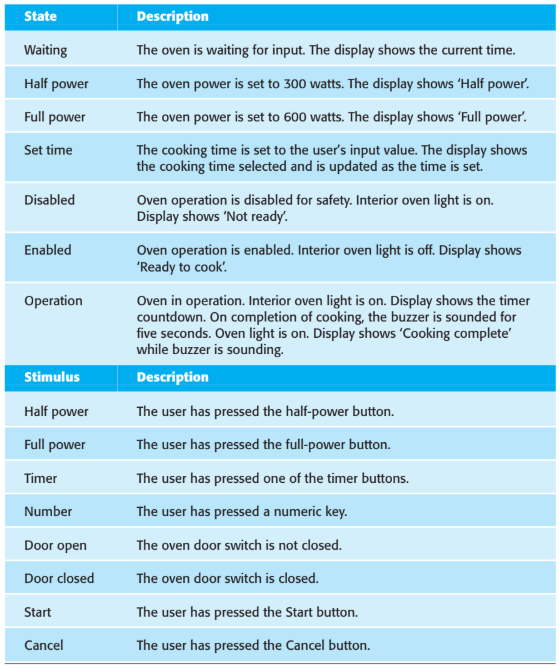 State Description
Waiting The oven is waiting for input. The display shows the current time.
Half power The oven power is set to 300 watts. The display shows ‘Half power’.
Full power The oven power is set to 600 watts. The display shows ‘Full power’.
Set time The cooking time is set to the user’s input value. The display shows
the cooking time selected and is updated as the time is set.
Disabled Oven operation is disabled for safety. Interior oven light is on.
Display shows ‘Not ready’.
Enabled Oven operation is enabled. Interior oven light is off. Display shows
‘Ready to cook’.
Operation Oven in operation. Interior oven light is on. Display shows the timer
countdown. On completion of cooking, the buzzer is sounded for
five seconds. Oven light is on. Display shows ‘Cooking complete’
while buzzer is sounding.
Stimulus Description
Half power The user has pressed the half-power button.
Full power The user has pressed the full-power button.
Timer The user has pressed one of the timer buttons.
Number The user has pressed a numeric key.
Door open The oven door switch is not closed.
Door closed The oven door switch is closed.
Start The user has pressed the Start button.
Cancel The user has pressed the Cancel button.